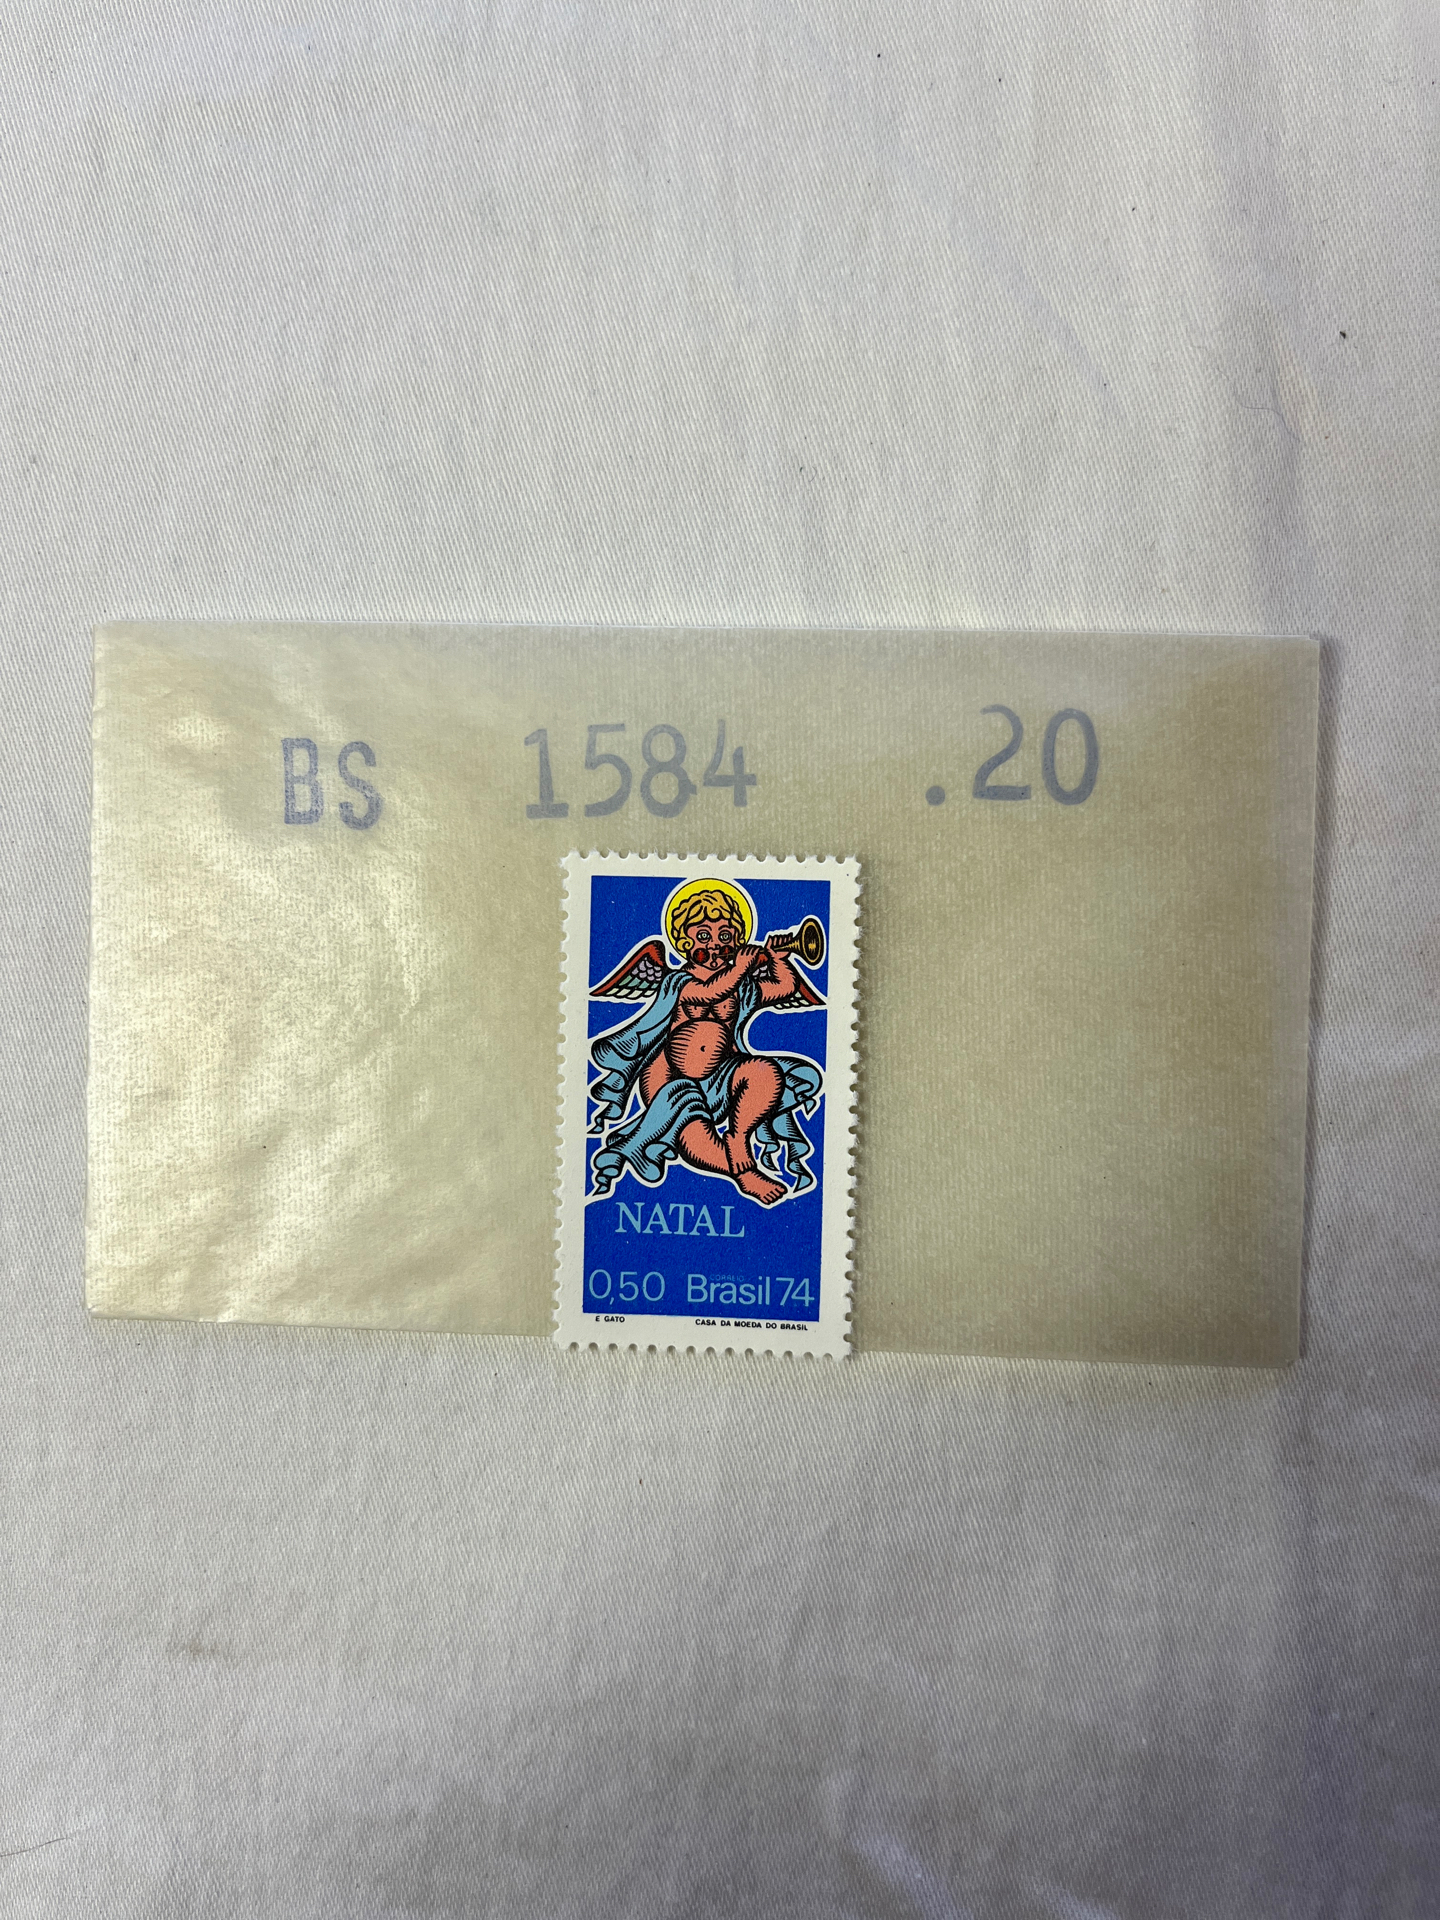 BS 1584 .20
NATAL
CORREIO
0,50 Brasil 74
E GATO CASA DA MOEDA DO BRASIL